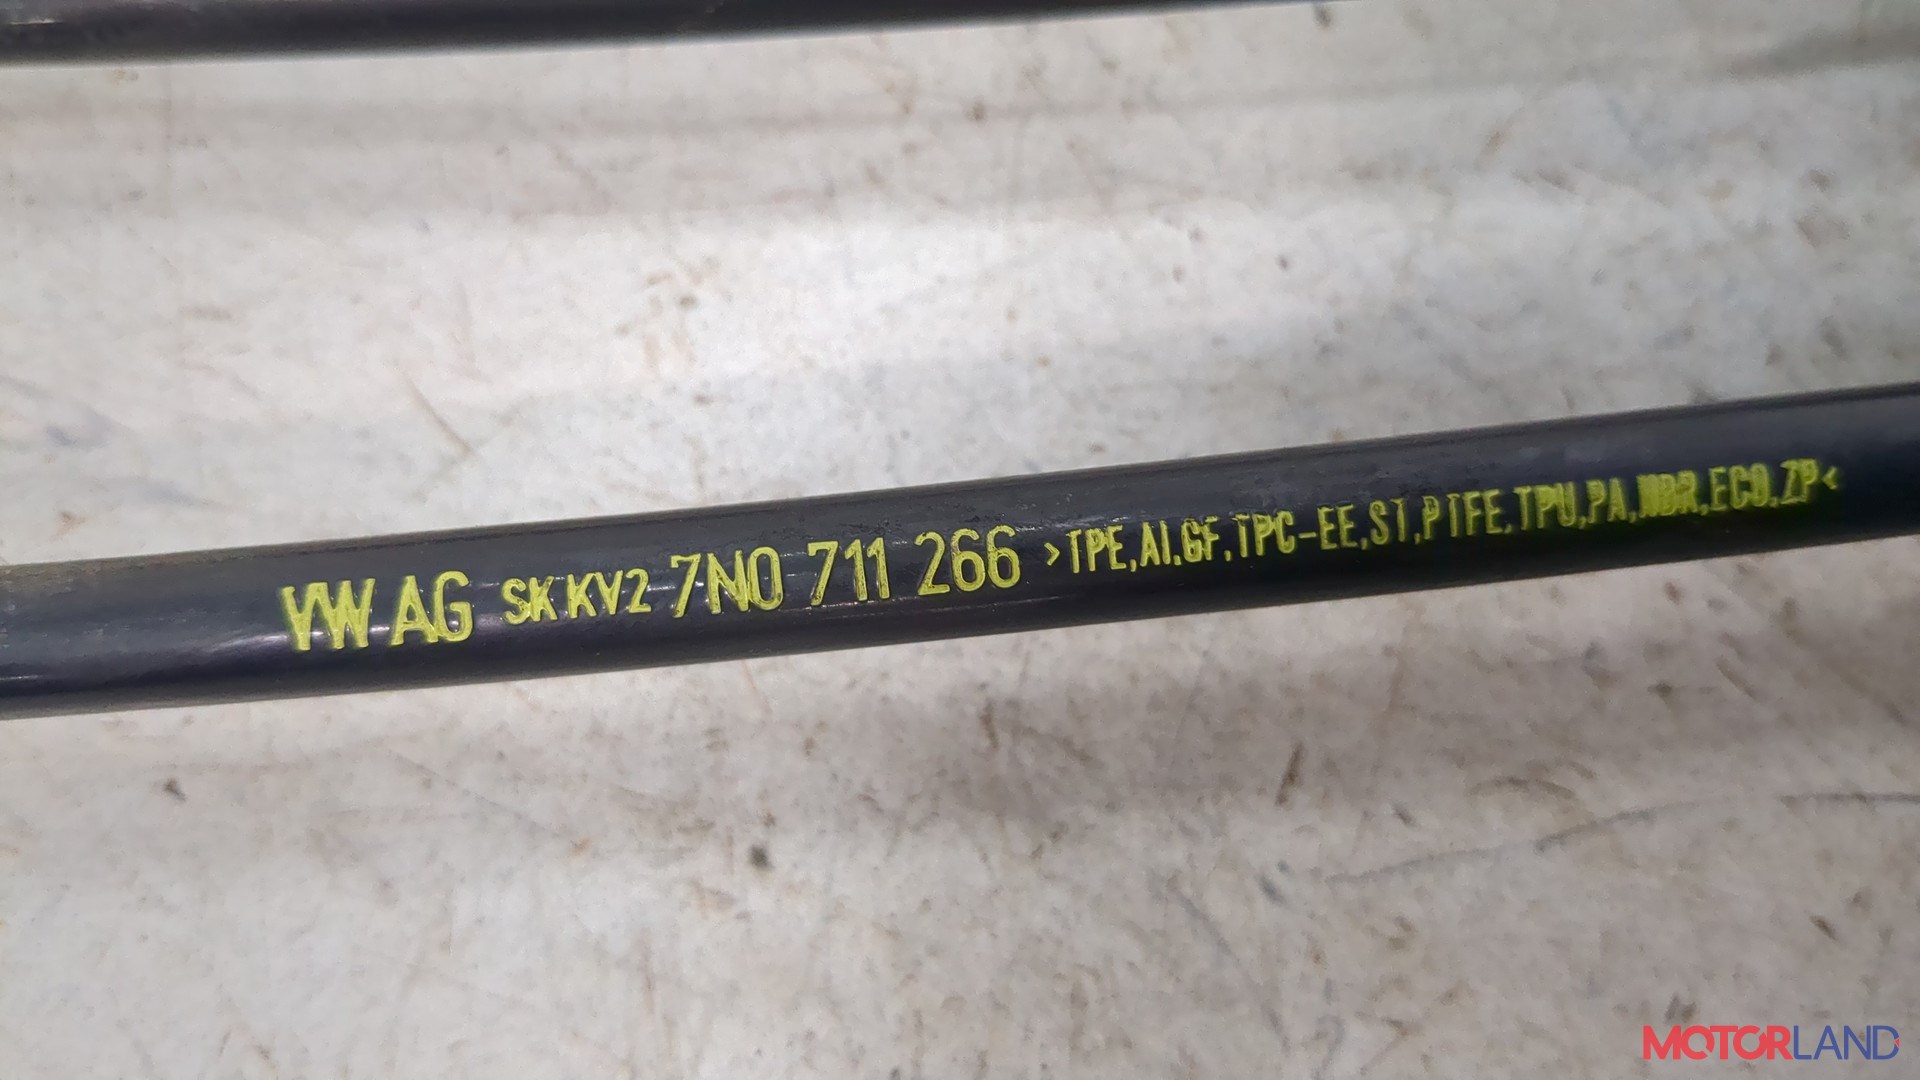 VW AG SK KV2 7N0 711 266 >TPE,AL,GF,TPC-EE,ST,PTFE,TPU,PA,NBR,ECO,ZP<
MOTORLAND